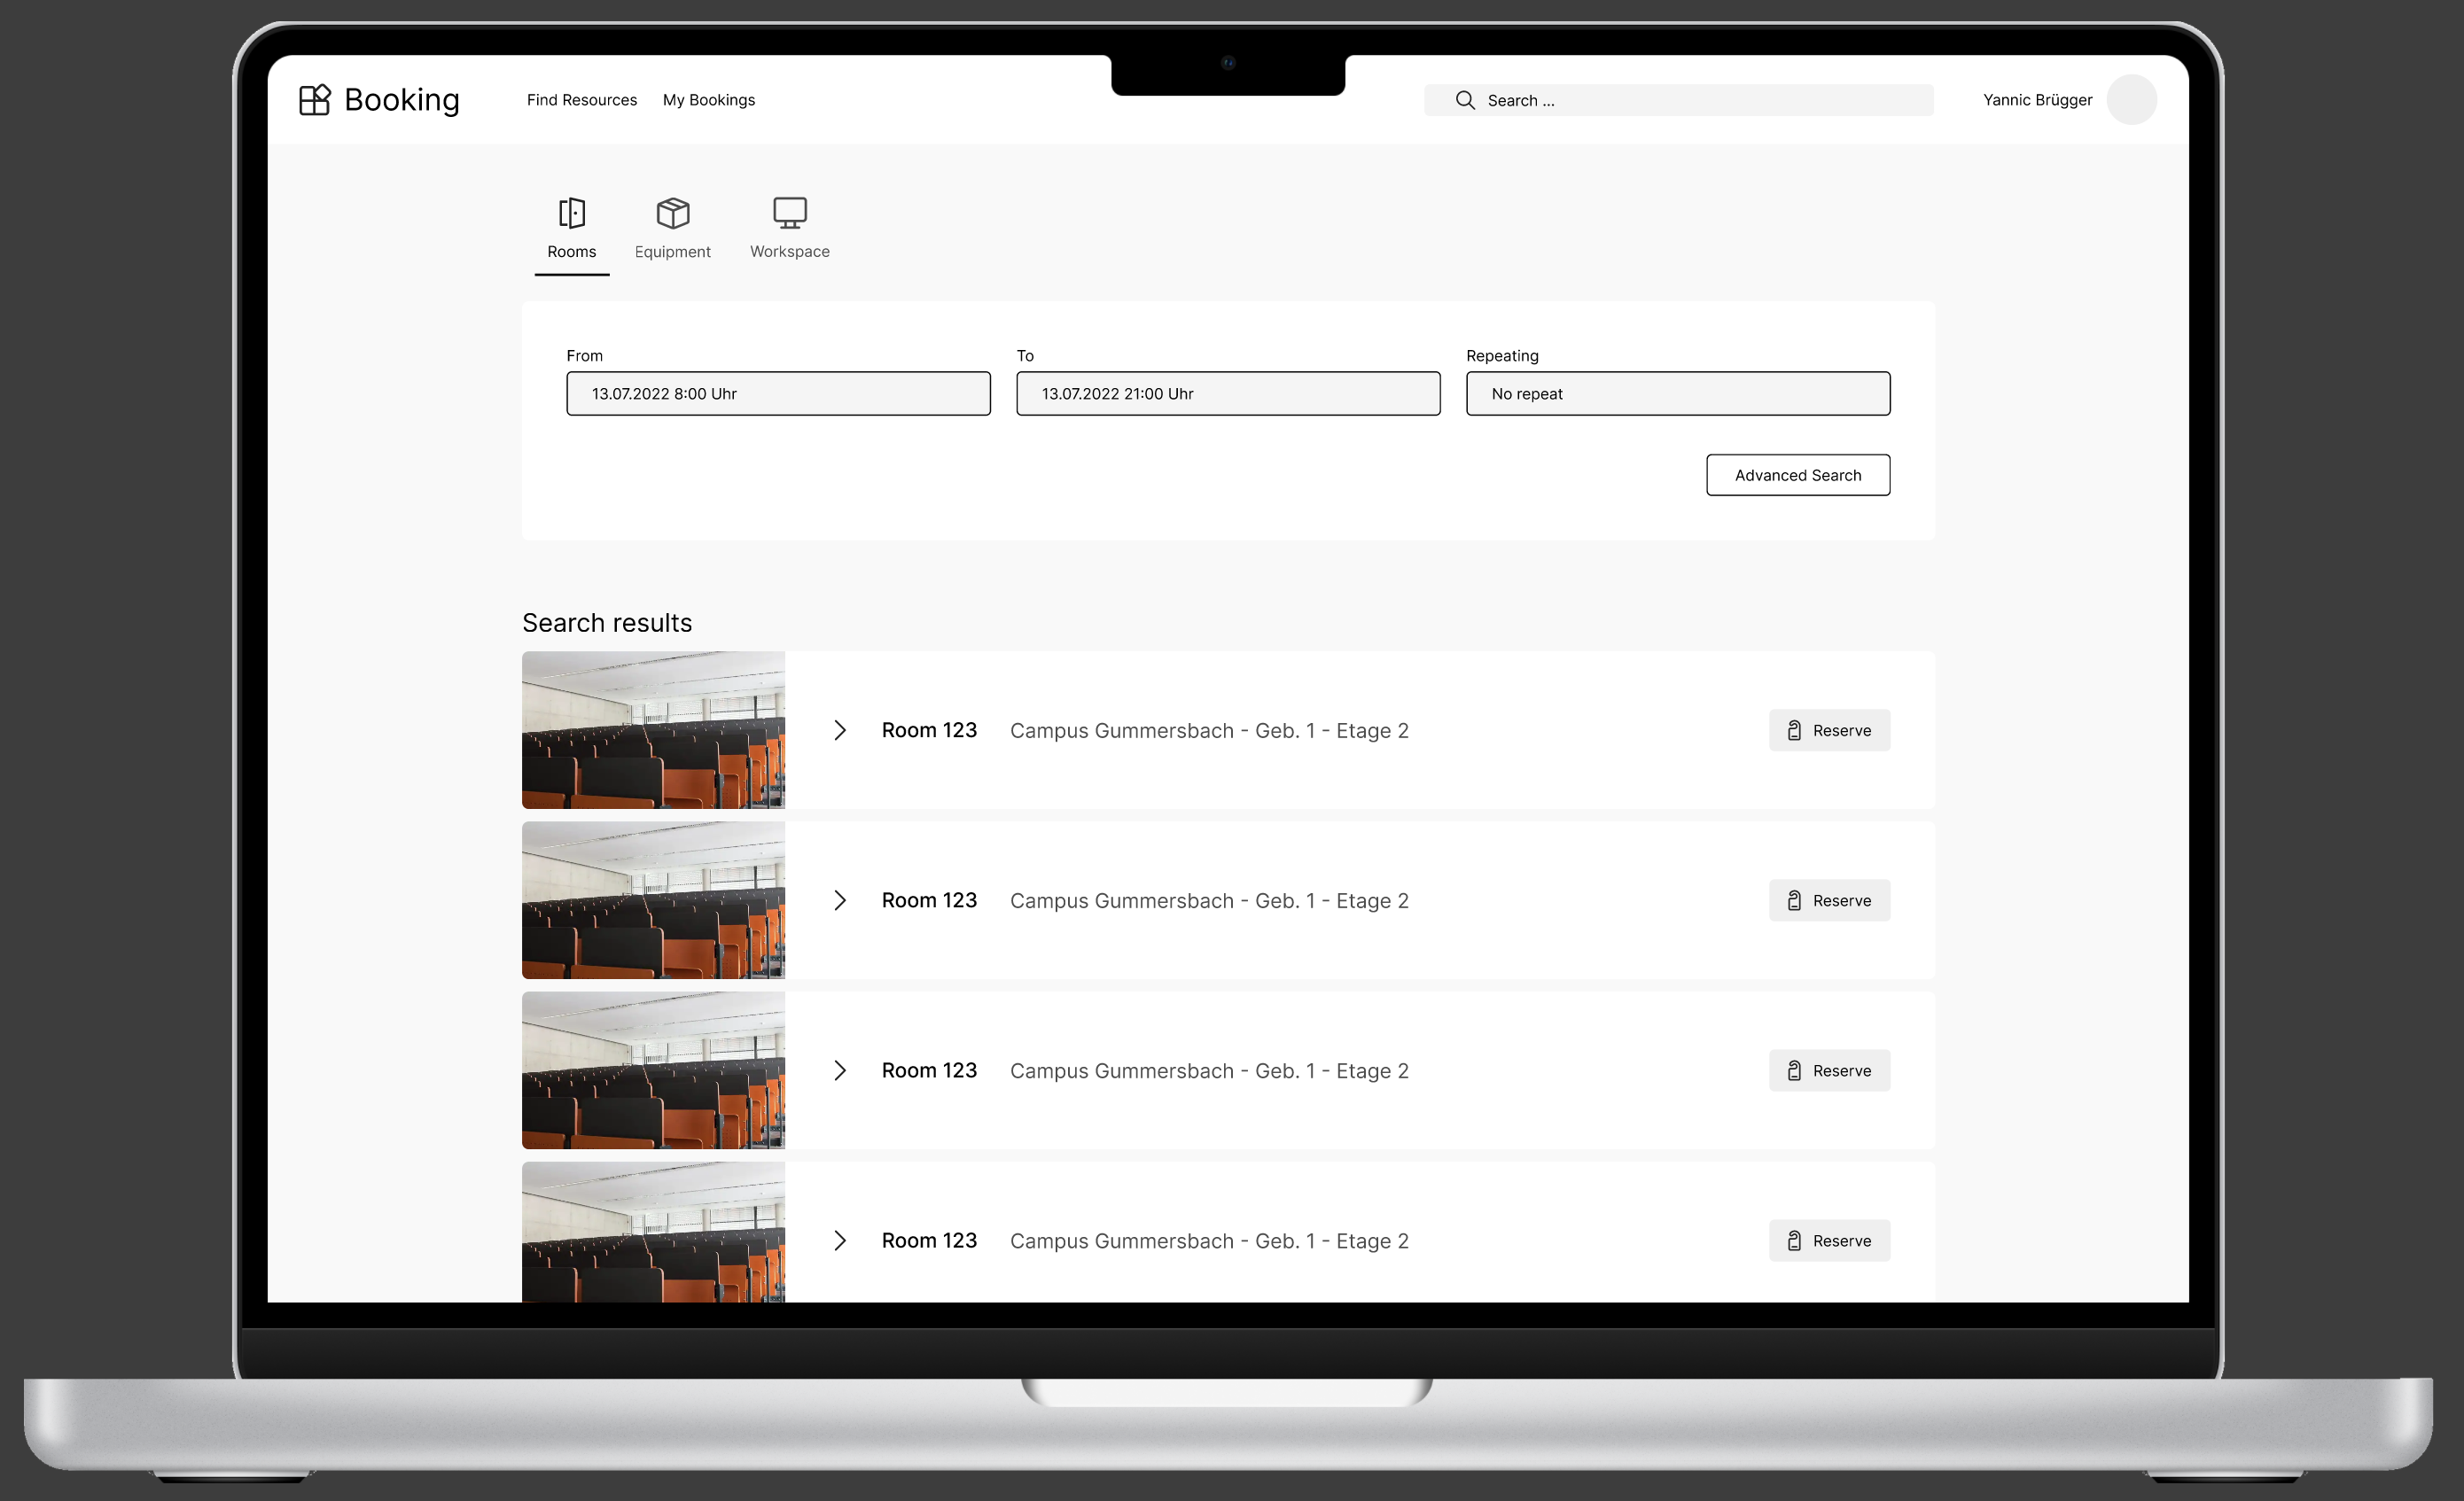 Booking
Find Resources
My Bookings
Search ...
Yannic Brügger
Rooms
Equipment
Workspace
From
To
Repeating
13.07.2022 8:00 Uhr
13.07.2022 21:00 Uhr
No repeat
Advanced Search
Search results
Room 123 Campus Gummersbach - Geb. 1 - Etage 2 Reserve
Room 123 Campus Gummersbach - Geb. 1 - Etage 2 Reserve
Room 123 Campus Gummersbach - Geb. 1 - Etage 2 Reserve
Room 123 Campus Gummersbach - Geb. 1 - Etage 2 Reserve